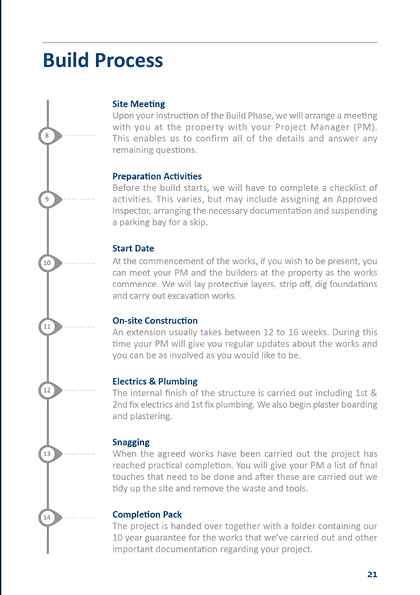 Build Process
Site Meeting
Upon your instruction of the Build Phase, we will arrange a meeting
with you at the property with your Project Manager (PM).
This enables us to confirm all of the details and answer any
remaining questions.
8
Preparation Activities
Before the build starts, we will have to complete a checklist of
activities. This varies, but may include assigning an Approved
Inspector, arranging the necessary documentation and suspending
a parking bay for a skip.
9
Start Date
At the commencement of the works, if you wish to be present, you
can meet your PM and the builders at the property as the works
commence. We will lay protective layers, strip off, dig foundations
and carry out excavation works.
10
On-site Construction
An extension usually takes between 12 to 16 weeks. During this
time your PM will give you regular updates about the works and
you can be as involved as you would like to be.
11
Electrics & Plumbing
The internal finish of the structure is carried out including 1st &
2nd fix electrics and 1st fix plumbing. We also begin plaster boarding
and plastering.
12
Snagging
When the agreed works have been carried out the project has
reached practical completion. You will give your PM a list of final
touches that need to be done and after these are carried out we
tidy up the site and remove the waste and tools.
13
Completion Pack
The project is handed over together with a folder containing our
10 year guarantee for the works that we've carried out and other
important documentation regarding your project.
14
21